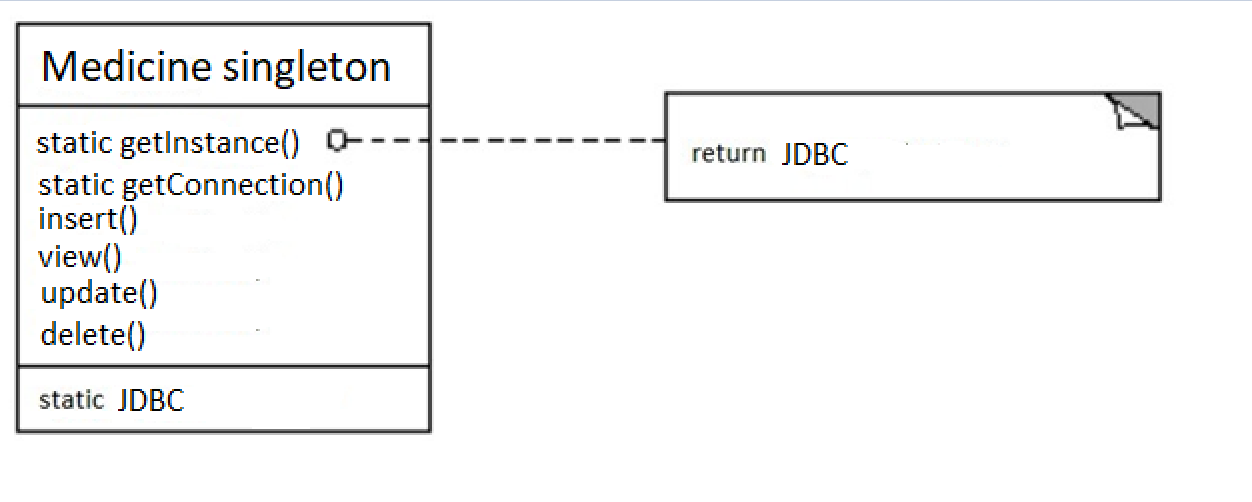 Medicine singleton
static getInstance()
static getConnection()
insert()
view()
update()
delete()
static JDBC
return JDBC